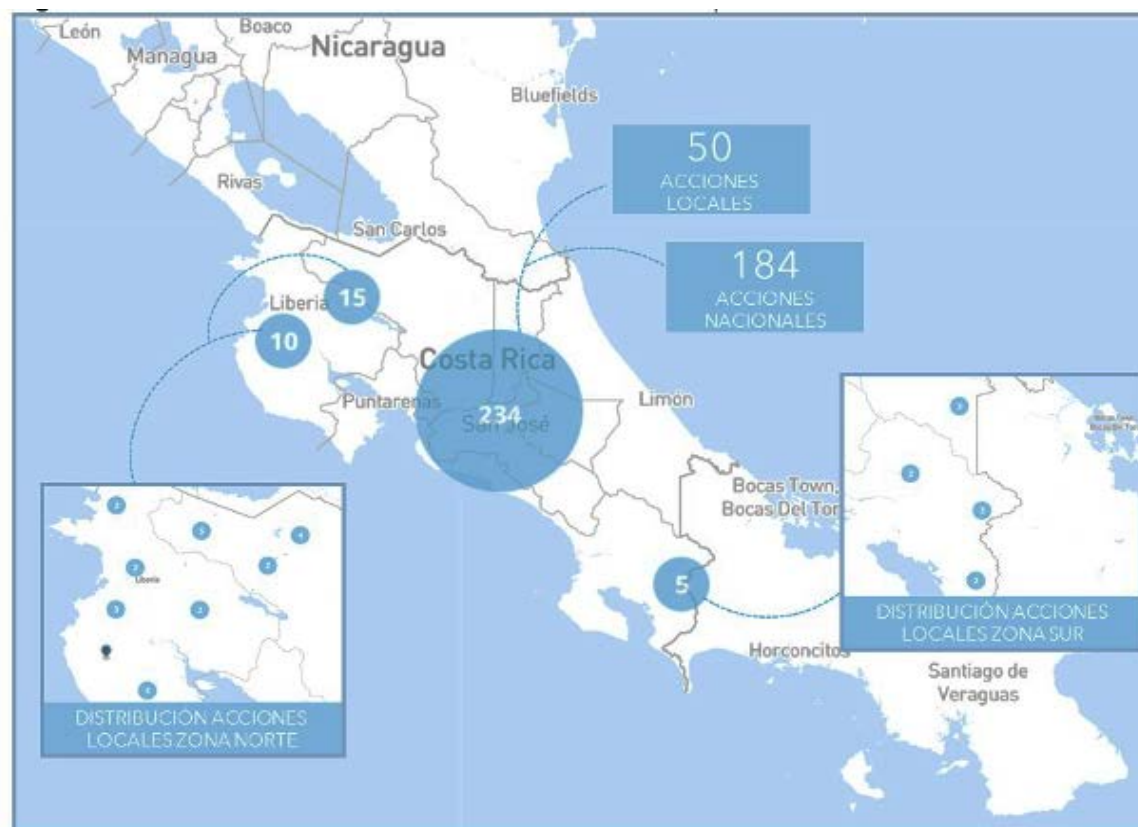 León
Boaco
Nicaragua
Managua
Bluefields
50
ACCIONES
LOCALES
Rivas
San Carlos
184
ACCIONES
NACIONALES
15
Liberia
10
Costa Rica
Puntarenas
Limón
234
San José
Bocas Town,
Bocas Del Tor
5
Horconcitos
Santiago de
Veraguas
Liberia
DISTRIBUCIÓN ACCIONES
LOCALES ZONA NORTE
DISTRIBUCIÓN ACCIONES
LOCALES ZONA SUR